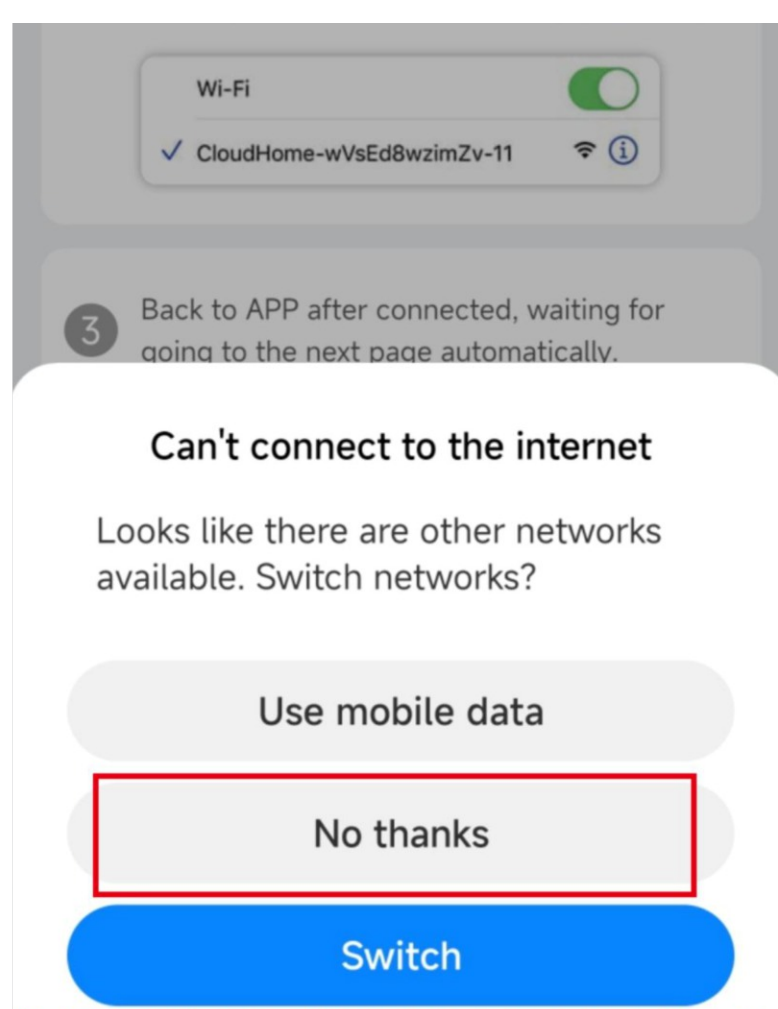 Wi-Fi
CloudHome-wVsEd8wzimZv-11
3
Back to APP after connected, waiting for
going to the next page automatically.
Can't connect to the internet
Looks like there are other networks
available. Switch networks?
Use mobile data
No thanks
Switch